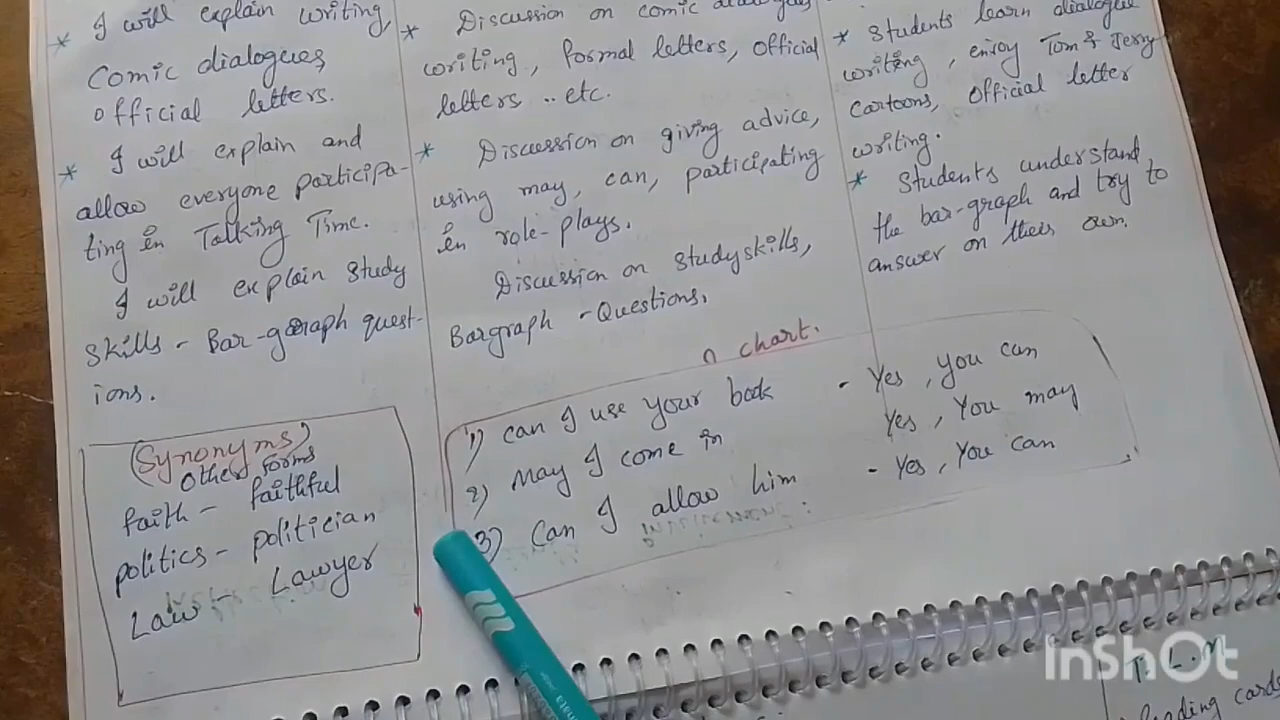 * I will explain writing,
Comic dialogues,
official letters.
* I will explain and
allow everyone participa-
ting in Talking Time.
I will explain study
skills - Bar-graph quest-
ions.
* Discussion on comic dialogues
writing, formal letters, official
letters .. etc.
* Discussion on giving advice,
using may, can, participating
in role-plays.
Discussion on studyskills,
Bargraph - Questions.
* Students learn dialogue
writing, enjoy Tom & Jerry
cartoons, official letter
writing.
* Students understand
the bar-graph and try to
answer on their own.
(Synonyms)
Other forms
faith - faithful
politics - politician
Law - Lawyer
chart.
1) Can I use your book - Yes, you can
2) May I come in Yes, You may
3) Can I allow him - Yes, You can
T. L. M
InShOt